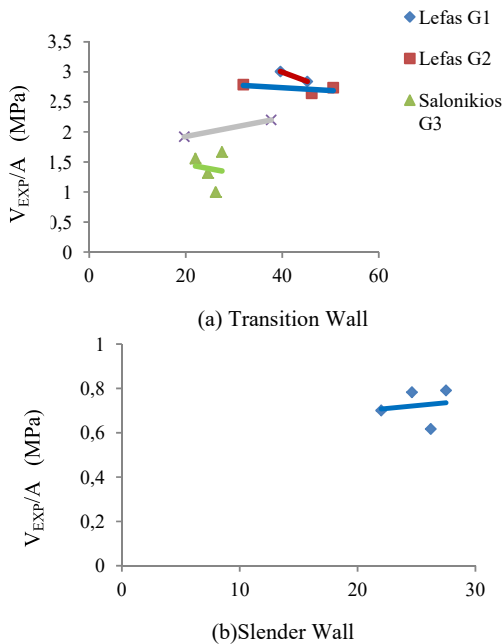 Lefas G1
Lefas G2
Salonikios
G3
3,5
3
2,5
2
1,5
1
0,5
0
0
20
40
60
V_EXP/A (MPa)
(a) Transition Wall
1
0,8
0,6
0,4
0,2
0
0
10
20
30
V_EXP/A (MPa)
(b)Slender Wall